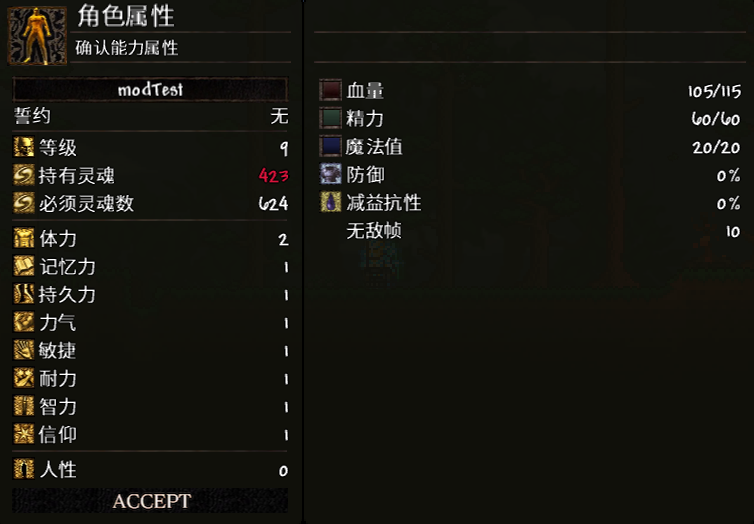 角色属性
确认能力属性
modTest
誓约 无
等级 9
持有灵魂 423
必须灵魂数 624
体力 2
记忆力 1
持久力 1
力气 1
敏捷 1
耐力 1
智力 1
信仰 1
人性 0
ACCEPT
血量 105/115
精力 60/60
魔法值 20/20
防御 0%
减益抗性 0%
无敌帧 10